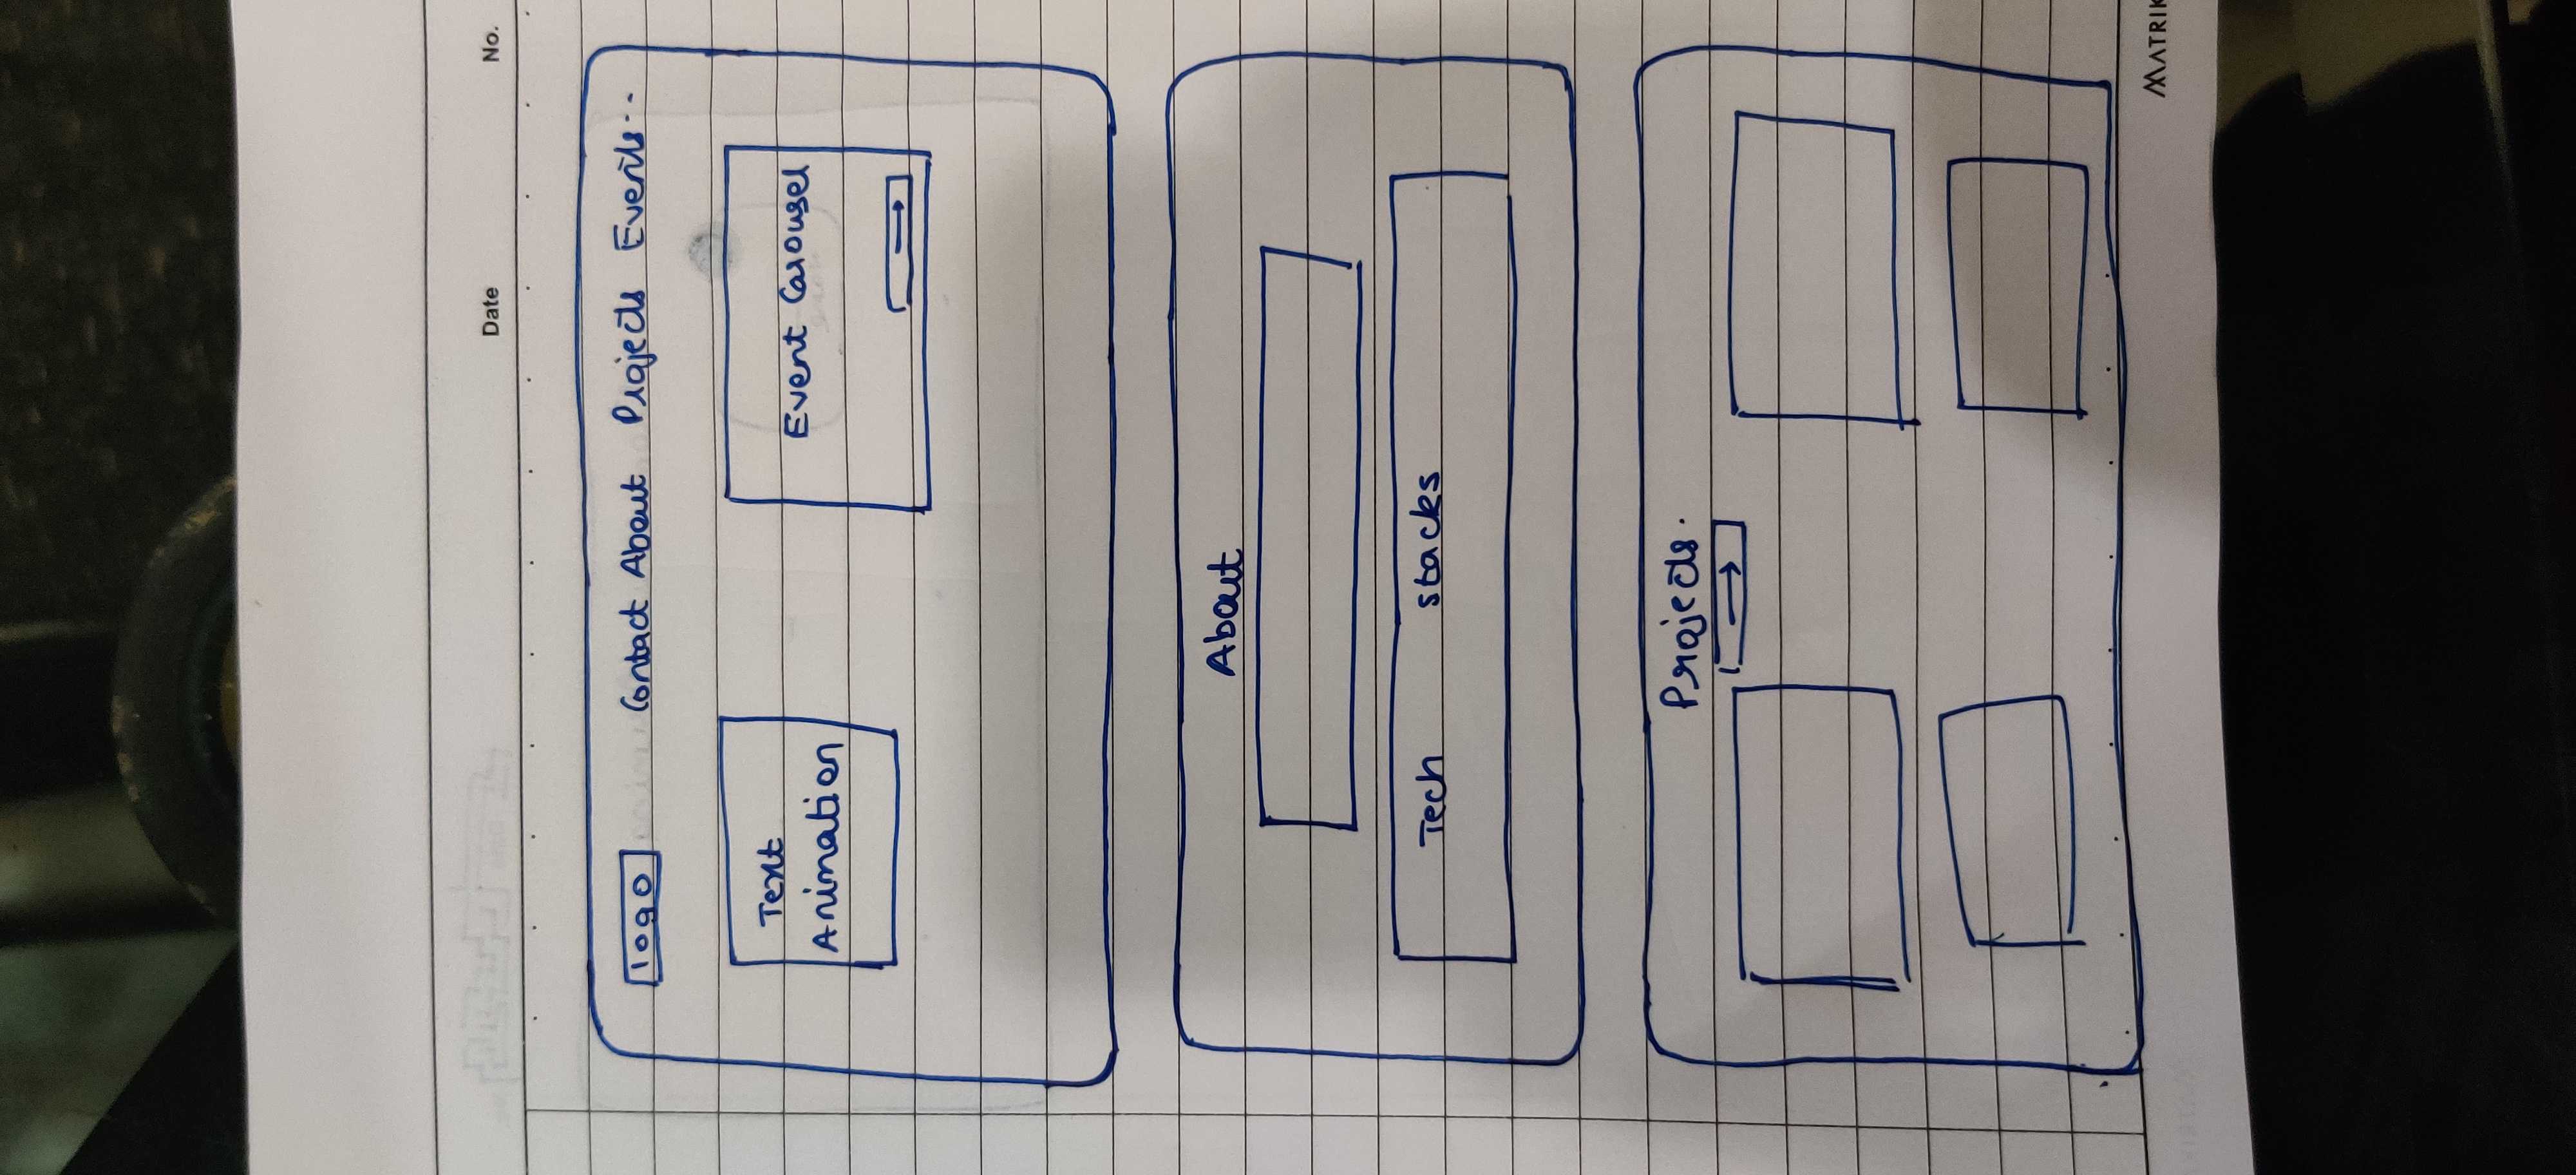 No.
Date
logo Contact About Projects Events..
Text
Animation
Event Carousel
→
About
Tech stacks
Projects.
→
MATRIK